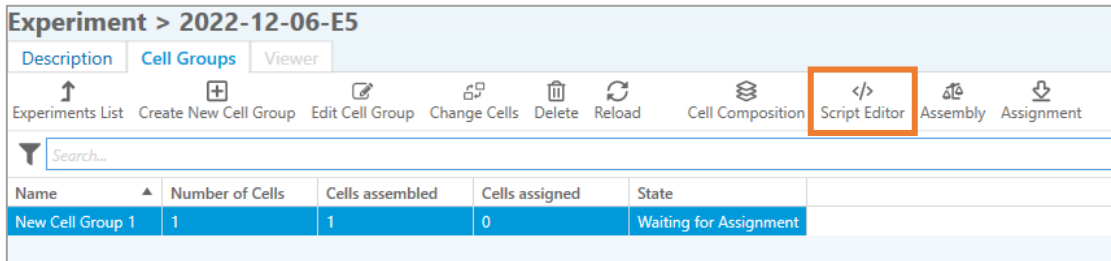 Experiment > 2022-12-06-E5
Description Cell Groups Viewer
Experiments List Create New Cell Group Edit Cell Group Change Cells Delete Reload Cell Composition Script Editor Assembly Assignment
Search...
Name Number of Cells Cells assembled Cells assigned State
New Cell Group 1 1 1 0 Waiting for Assignment